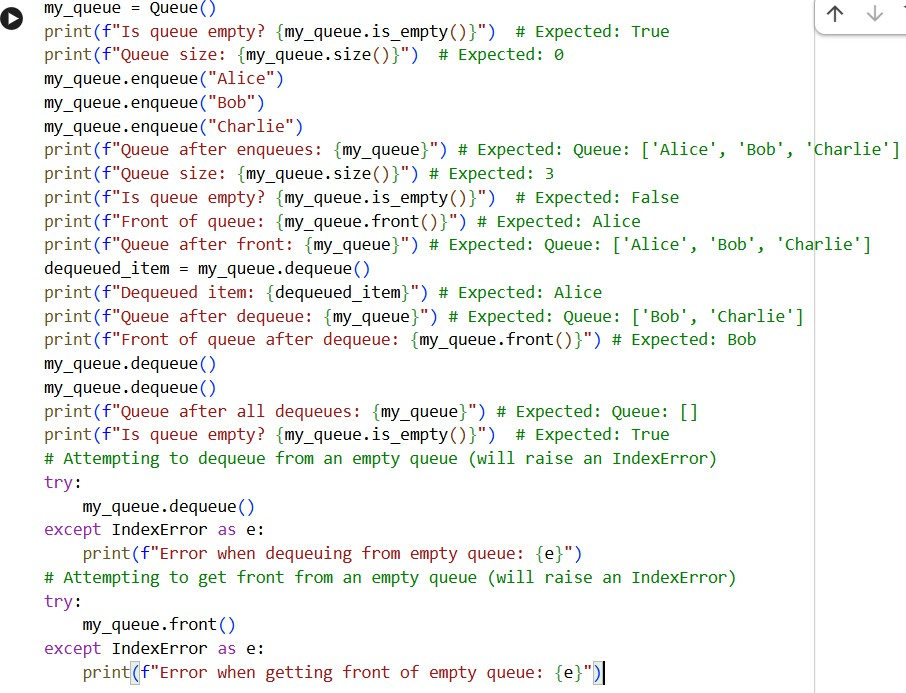 my_queue = Queue()
print(f"Is queue empty? {my_queue.is_empty()}")  # Expected: True
print(f"Queue size: {my_queue.size()}")  # Expected: 0
my_queue.enqueue("Alice")
my_queue.enqueue("Bob")
my_queue.enqueue("Charlie")
print(f"Queue after enqueues: {my_queue}") # Expected: Queue: ['Alice', 'Bob', 'Charlie']
print(f"Queue size: {my_queue.size()}") # Expected: 3
print(f"Is queue empty? {my_queue.is_empty()}")  # Expected: False
print(f"Front of queue: {my_queue.front()}") # Expected: Alice
print(f"Queue after front: {my_queue}") # Expected: Queue: ['Alice', 'Bob', 'Charlie']
dequeued_item = my_queue.dequeue()
print(f"Dequeued item: {dequeued_item}") # Expected: Alice
print(f"Queue after dequeue: {my_queue}") # Expected: Queue: ['Bob', 'Charlie']
print(f"Front of queue after dequeue: {my_queue.front()}") # Expected: Bob
my_queue.dequeue()
my_queue.dequeue()
print(f"Queue after all dequeues: {my_queue}") # Expected: Queue: []
print(f"Is queue empty? {my_queue.is_empty()}")  # Expected: True
# Attempting to dequeue from an empty queue (will raise an IndexError)
try:
    my_queue.dequeue()
except IndexError as e:
    print(f"Error when dequeuing from empty queue: {e}")
# Attempting to get front from an empty queue (will raise an IndexError)
try:
    my_queue.front()
except IndexError as e:
    print(f"Error when getting front of empty queue: {e}")